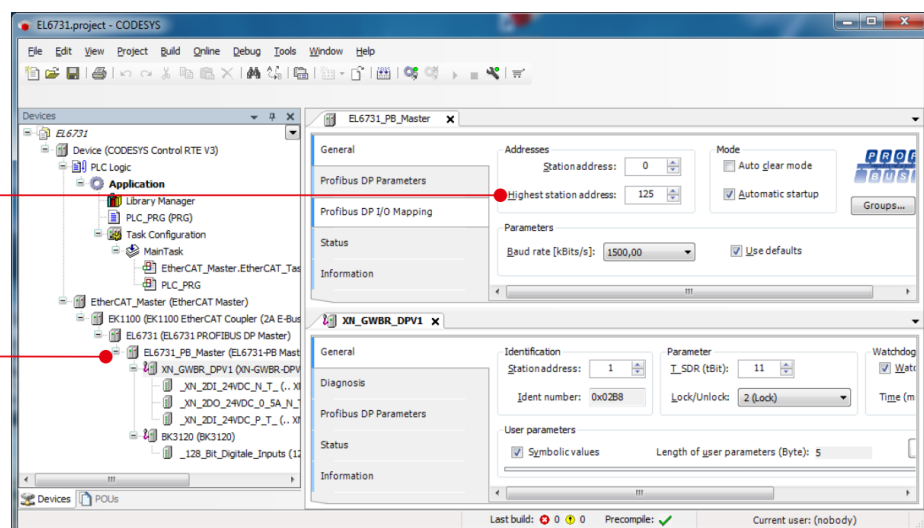 EL6731.project - CODESYS
File Edit View Project Build Online Debug Tools Window Help
Devices
EL6731
Device (CODESYS Control RTE V3)
PLC Logic
Application
Library Manager
PLC_PRG (PRG)
Task Configuration
MainTask
EtherCAT_Master.EtherCAT_Tas
PLC_PRG
EtherCAT_Master (EtherCAT Master)
EK1100 (EK1100 EtherCAT Coupler (2A E-Bus
EL6731 (EL6731 PROFIBUS DP Master)
EL6731_PB_Master (EL6731-PB Mast
XN_GWBR_DPV1 (XN-GWBR-DPV
_XN_2DI_24VDC_N_T_ (.. XI
_XN_2DO_24VDC_0_5A_N_T
_XN_2DI_24VDC_P_T_ (.. XI
BK3120 (BK3120)
_128_Bit_Digitale_Inputs (12
Devices POUs
EL6731_PB_Master
General
Profibus DP Parameters
Profibus DP I/O Mapping
Status
Information
Addresses
Station address: 0
Highest station address: 125
Mode
Auto clear mode
Automatic startup
PROF
BUS
Groups...
Parameters
Baud rate [kBits/s]: 1500,00
Use defaults
XN_GWBR_DPV1
General
Diagnosis
Profibus DP Parameters
Status
Information
Identification
Station address: 1
Ident number: 0x02B8
Parameter
T_SDR (tBit): 11
Lock/Unlock: 2 (Lock)
Watchdog
Watc
Time (m
User parameters
Symbolic values
Length of user parameters (Byte): 5
Last build: 0 0 Precompile: Current user: (nobody)